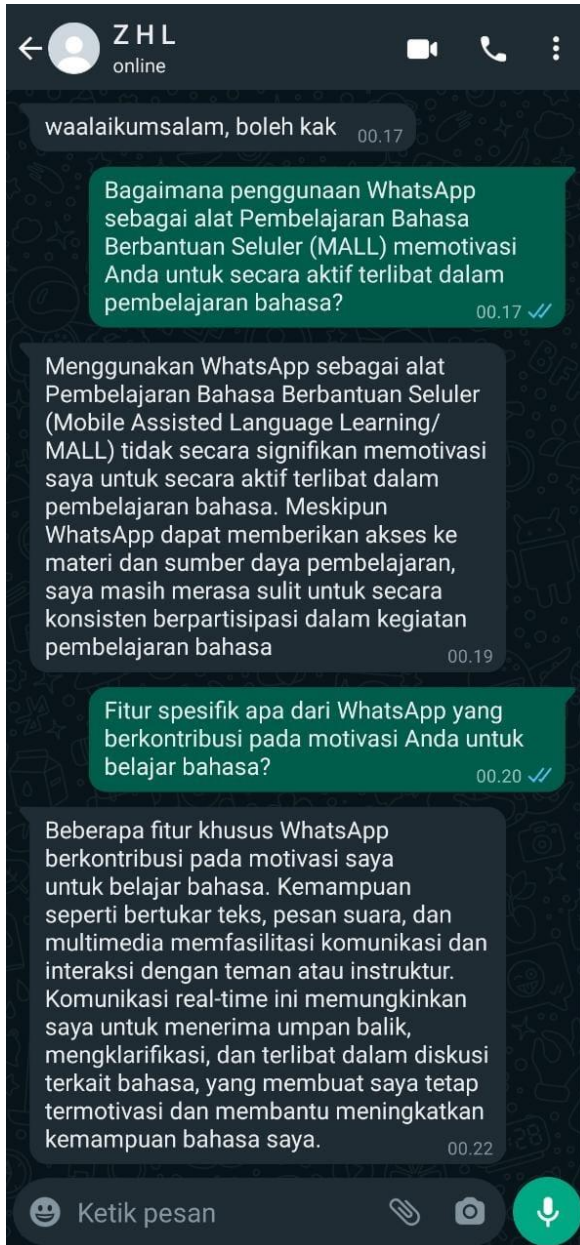 Z H L
online
waalaikumsalam, boleh kak 00.17
Bagaimana penggunaan WhatsApp
sebagai alat Pembelajaran Bahasa
Berbantuan Seluler (MALL) memotivasi
Anda untuk secara aktif terlibat dalam
pembelajaran bahasa? 00.17
Menggunakan WhatsApp sebagai alat
Pembelajaran Bahasa Berbantuan Seluler
(Mobile Assisted Language Learning/
MALL) tidak secara signifikan memotivasi
saya untuk secara aktif terlibat dalam
pembelajaran bahasa. Meskipun
WhatsApp dapat memberikan akses ke
materi dan sumber daya pembelajaran,
saya masih merasa sulit untuk secara
konsisten berpartisipasi dalam kegiatan
pembelajaran bahasa 00.19
Fitur spesifik apa dari WhatsApp yang
berkontribusi pada motivasi Anda untuk
belajar bahasa? 00.20
Beberapa fitur khusus WhatsApp
berkontribusi pada motivasi saya
untuk belajar bahasa. Kemampuan
seperti bertukar teks, pesan suara, dan
multimedia memfasilitasi komunikasi dan
interaksi dengan teman atau instruktur.
Komunikasi real-time ini memungkinkan
saya untuk menerima umpan balik,
mengklarifikasi, dan terlibat dalam diskusi
terkait bahasa, yang membuat saya tetap
termotivasi dan membantu meningkatkan
kemampuan bahasa saya. 00.22
Ketik pesan